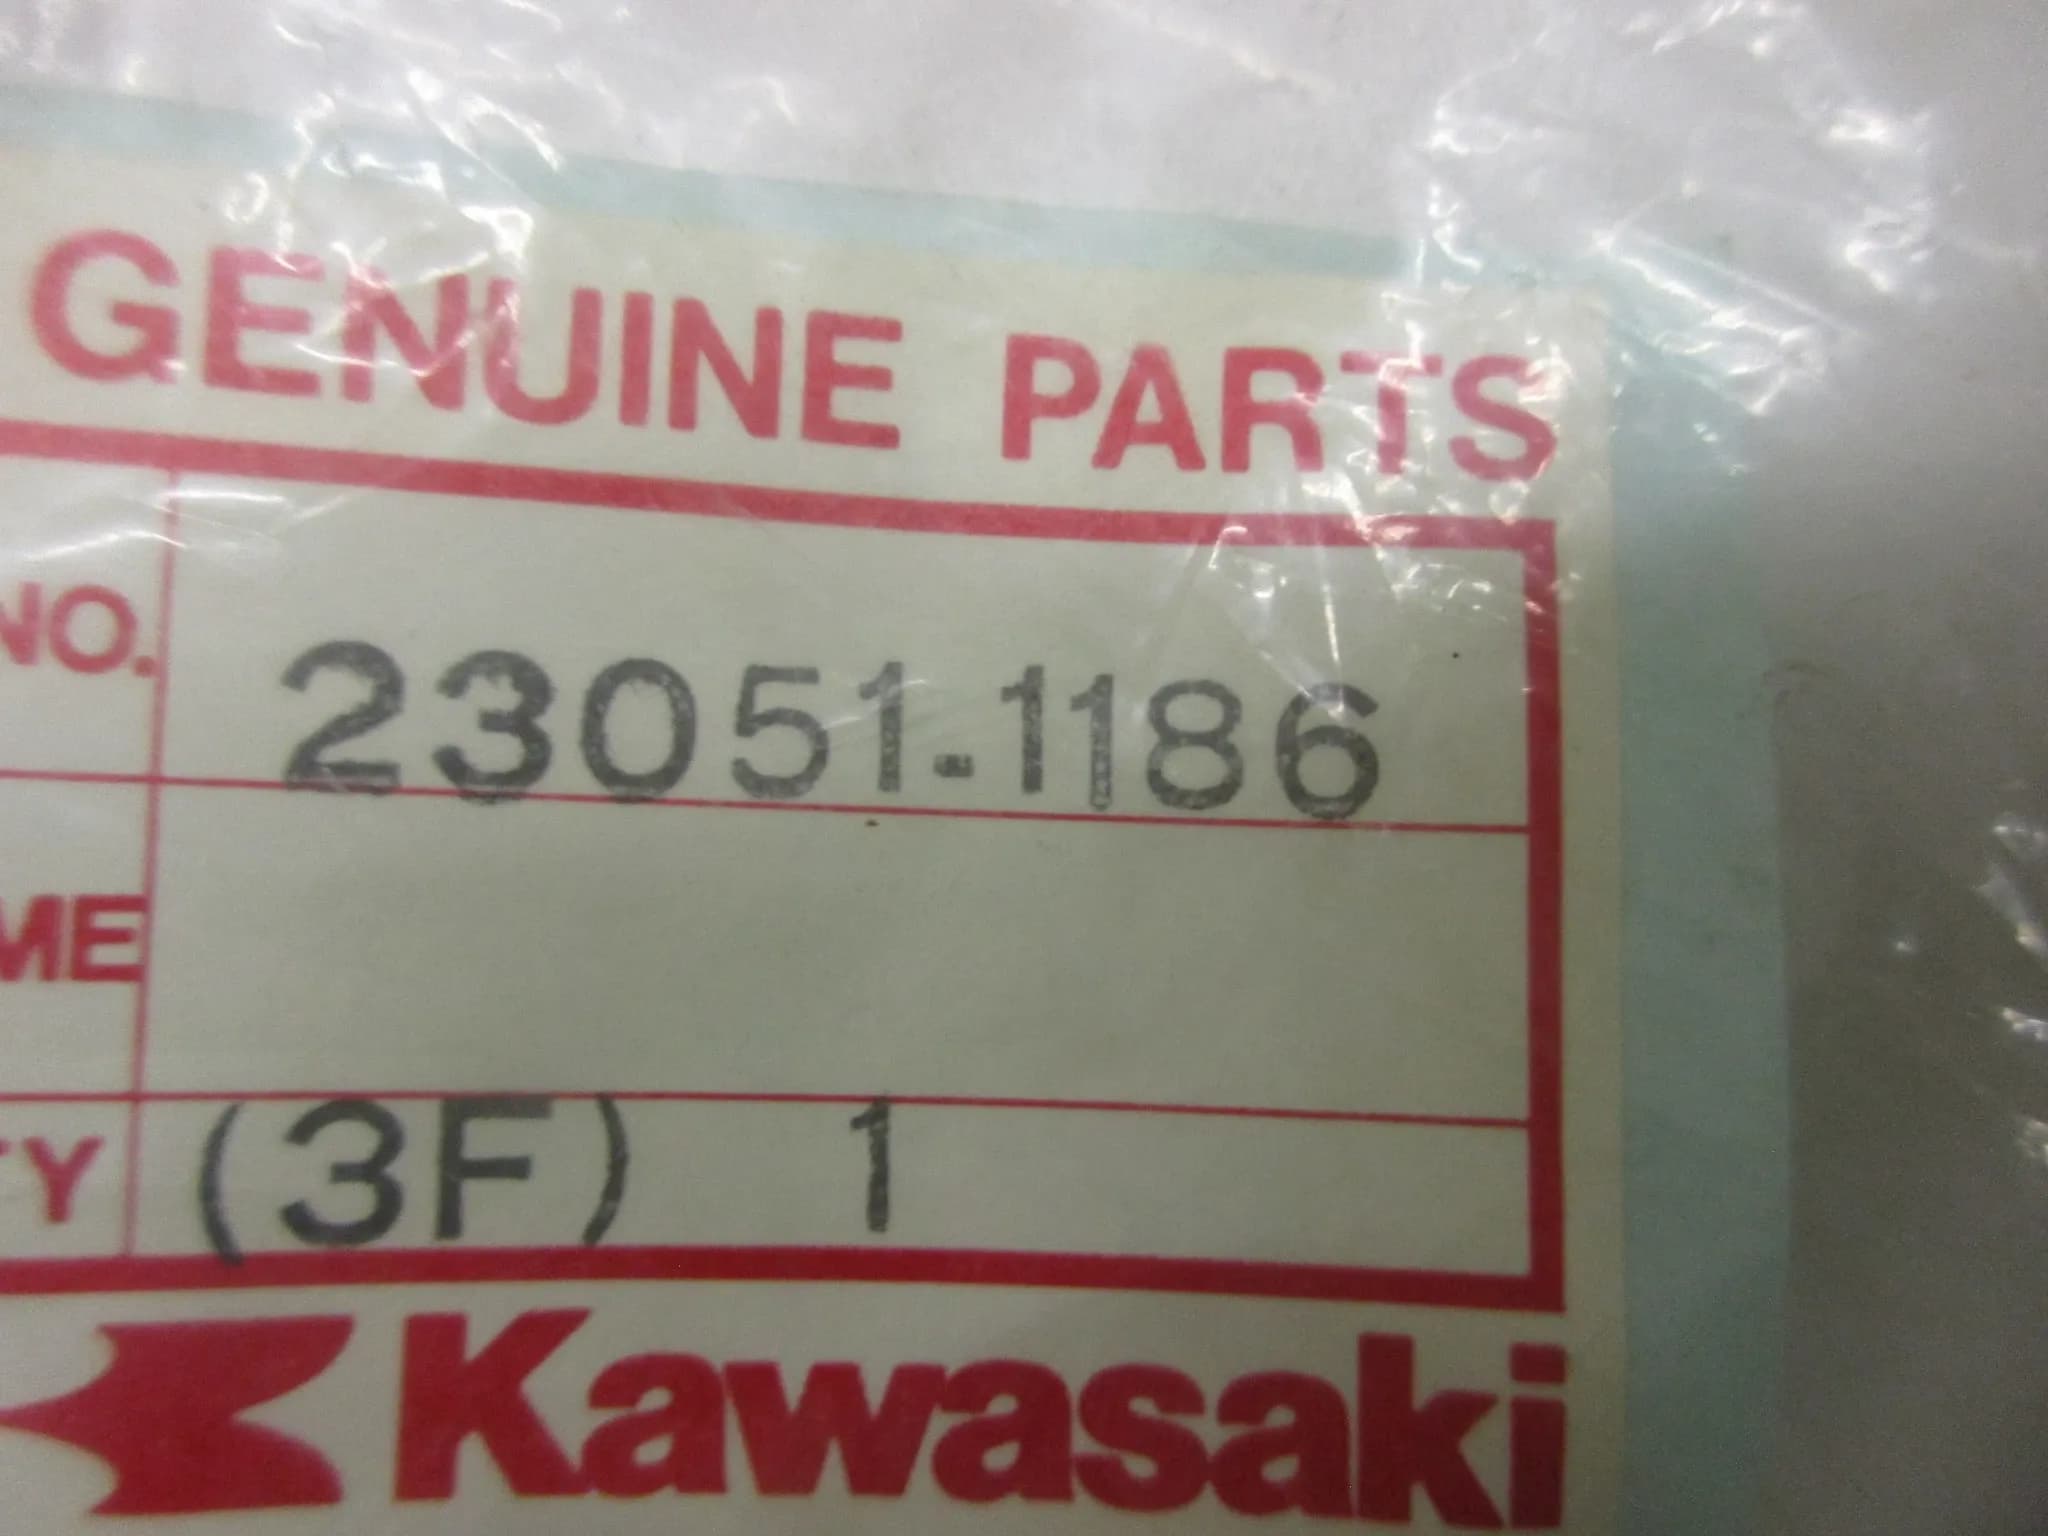 GENUINE PARTS
NO. 23051-1186
ME
TY (3F) 1
Kawasaki